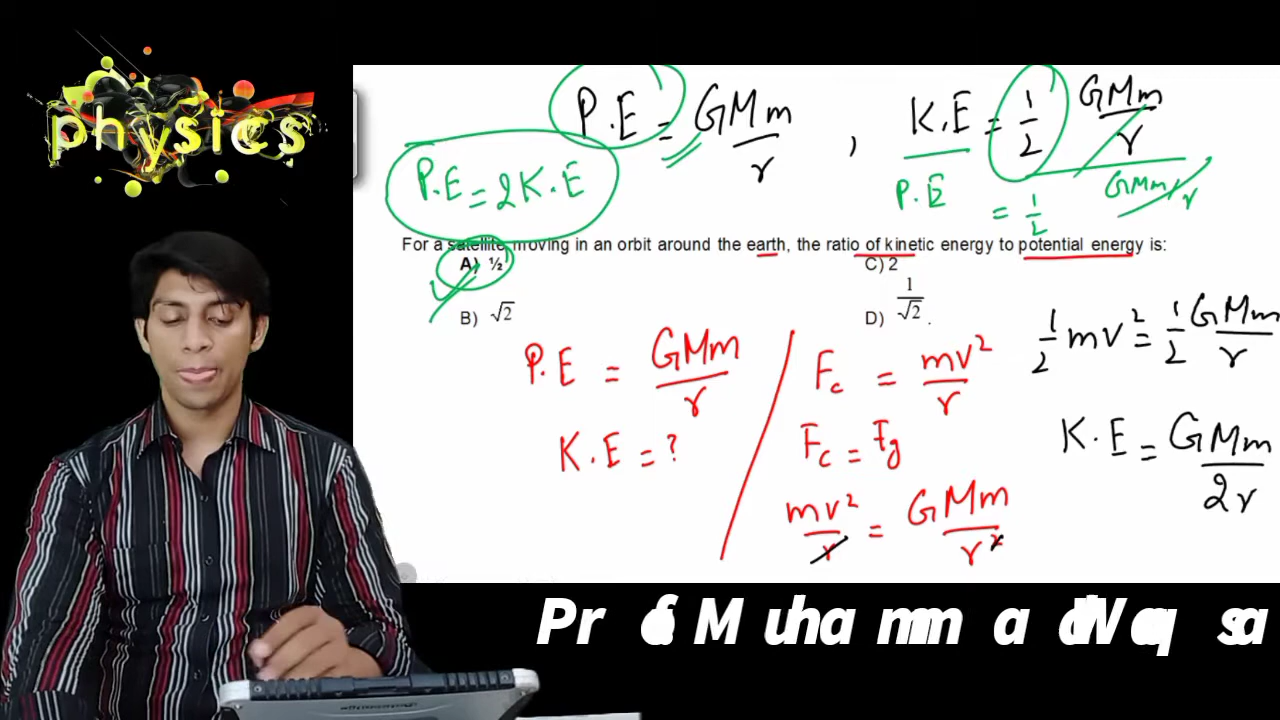 physics
P.E = GMm/r , K.E = 1/2 GMm/r
P.E = 2K.E
P.E
GMm/r
= 1/2
For a satellite moving in an orbit around the earth, the ratio of kinetic energy to potential energy is:
A) ½
C) 2
B) √2
D) 1/√2 .
P.E = GMm/r
K.E = ?
Fc = mv²/r
Fc = Fg
mv²/r = GMm/r²
1/2 mv² = 1/2 GMm/r
K.E = GMm/2r